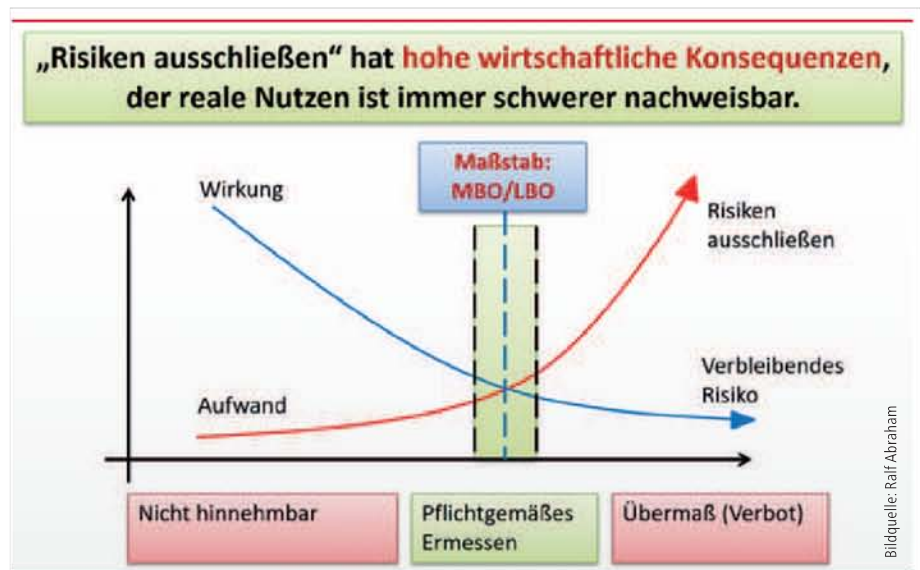 „Risiken ausschließen“ hat hohe wirtschaftliche Konsequenzen,
der reale Nutzen ist immer schwerer nachweisbar.
Maßstab:
MBO/LBO
Wirkung
Risiken
ausschließen
Verbleibendes
Risiko
Aufwand
Nicht hinnehmbar
Pflichtgemäßes
Ermessen
Übermaß (Verbot)
Bildquelle: Ralf Abraham